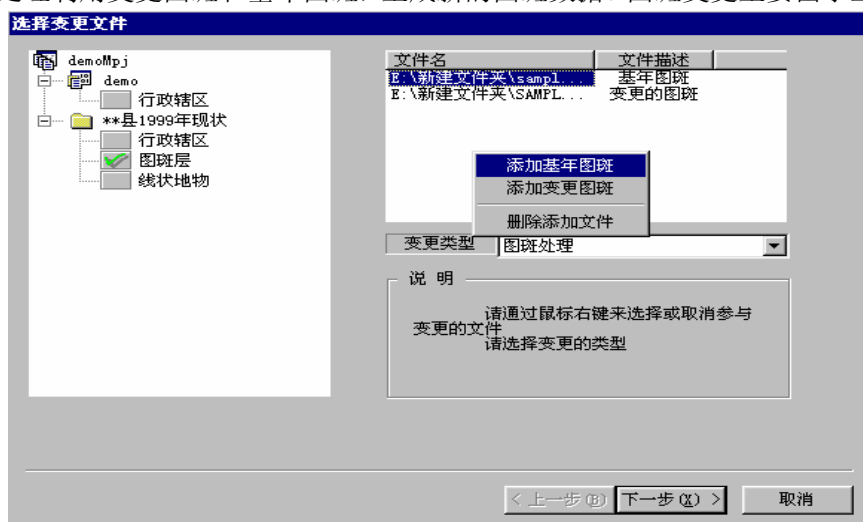 选择变更文件
demoMpj
demo
行政辖区
**县1999年现状
行政辖区
图斑层
线状地物
文件名 文件描述
E:\新建文件夹\sampl... 基年图斑
E:\新建文件夹\SAMPL... 变更的图斑
添加基年图斑
添加变更图斑
删除添加文件
变更类型 图斑处理
说 明
请通过鼠标右键来选择或取消参与
变更的文件
请选择变更的类型
< 上一步(B) 下一步(X) > 取消